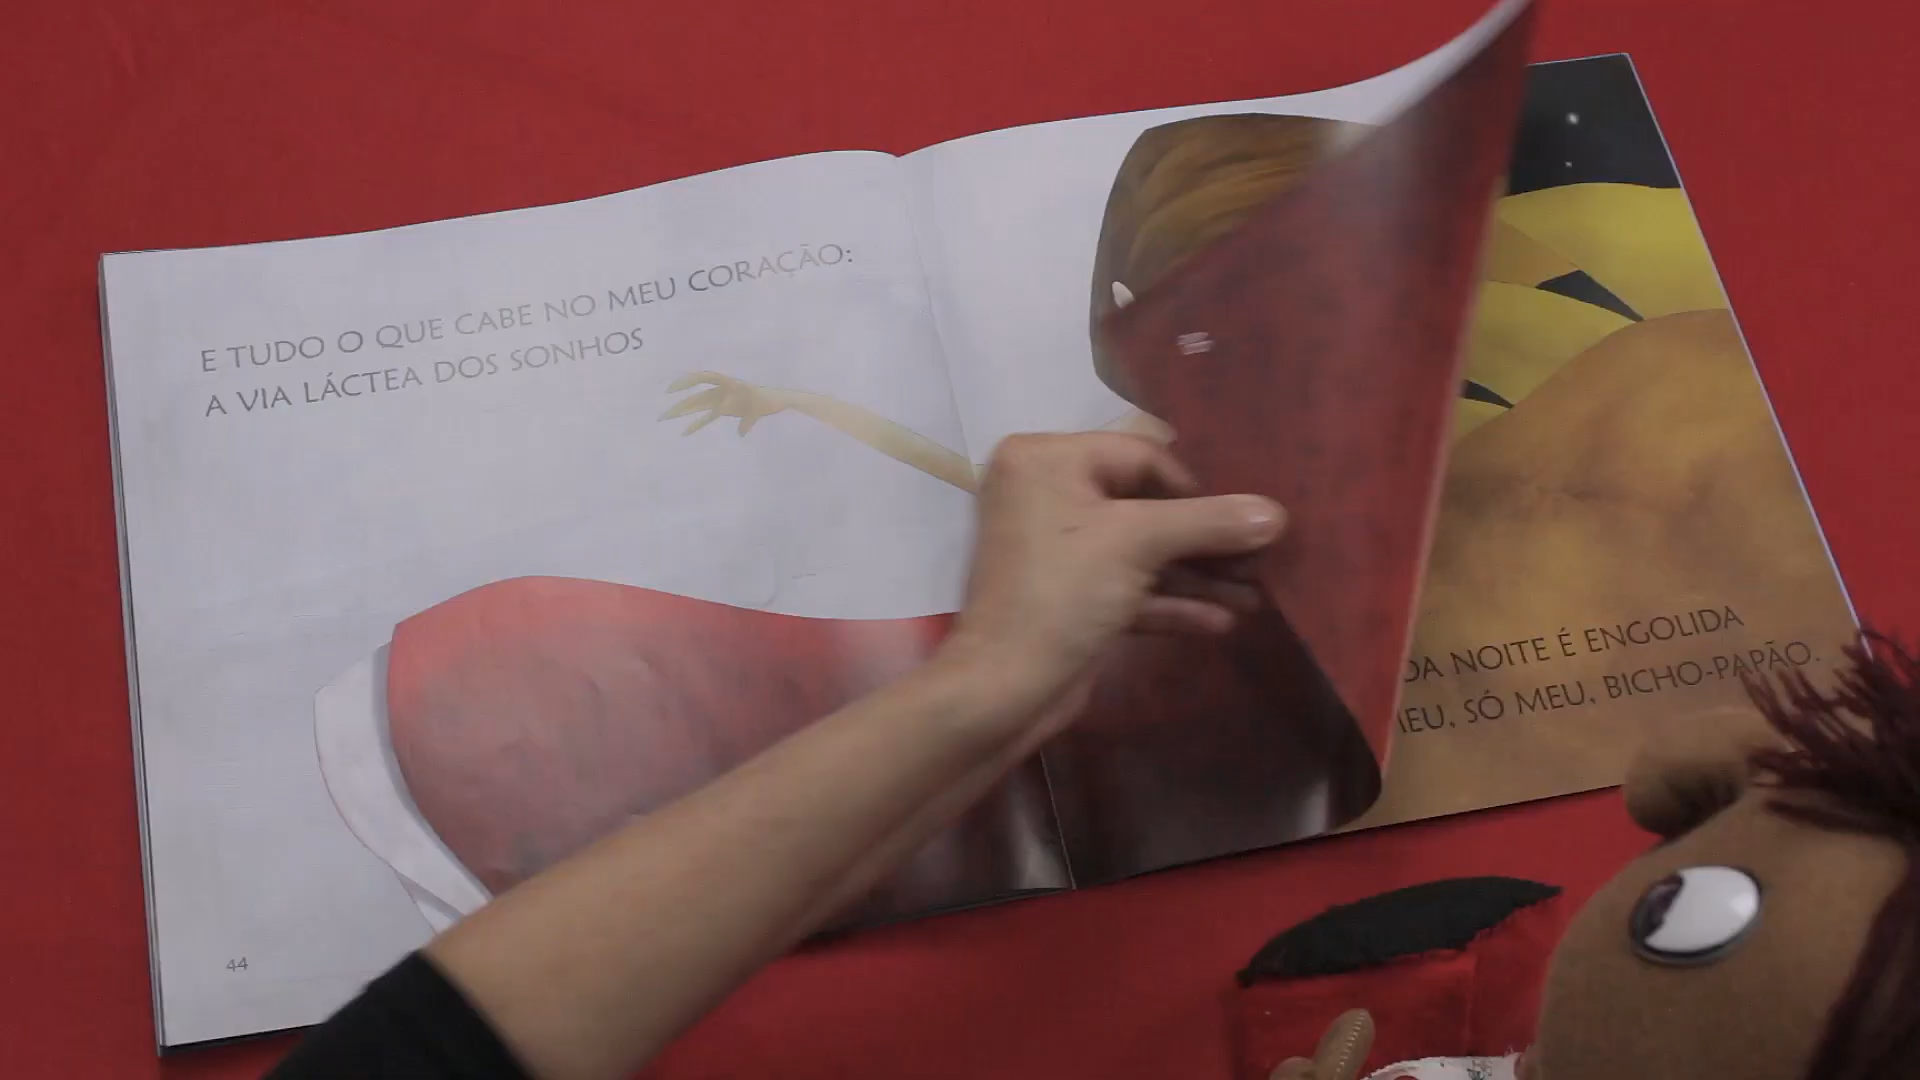 E TUDO O QUE CABE NO MEU CORAÇÃO:
A VIA LÁCTEA DOS SONHOS
44
DA NOITE É ENGOLIDA
MEU, SÓ MEU, BICHO-PAPÃO.